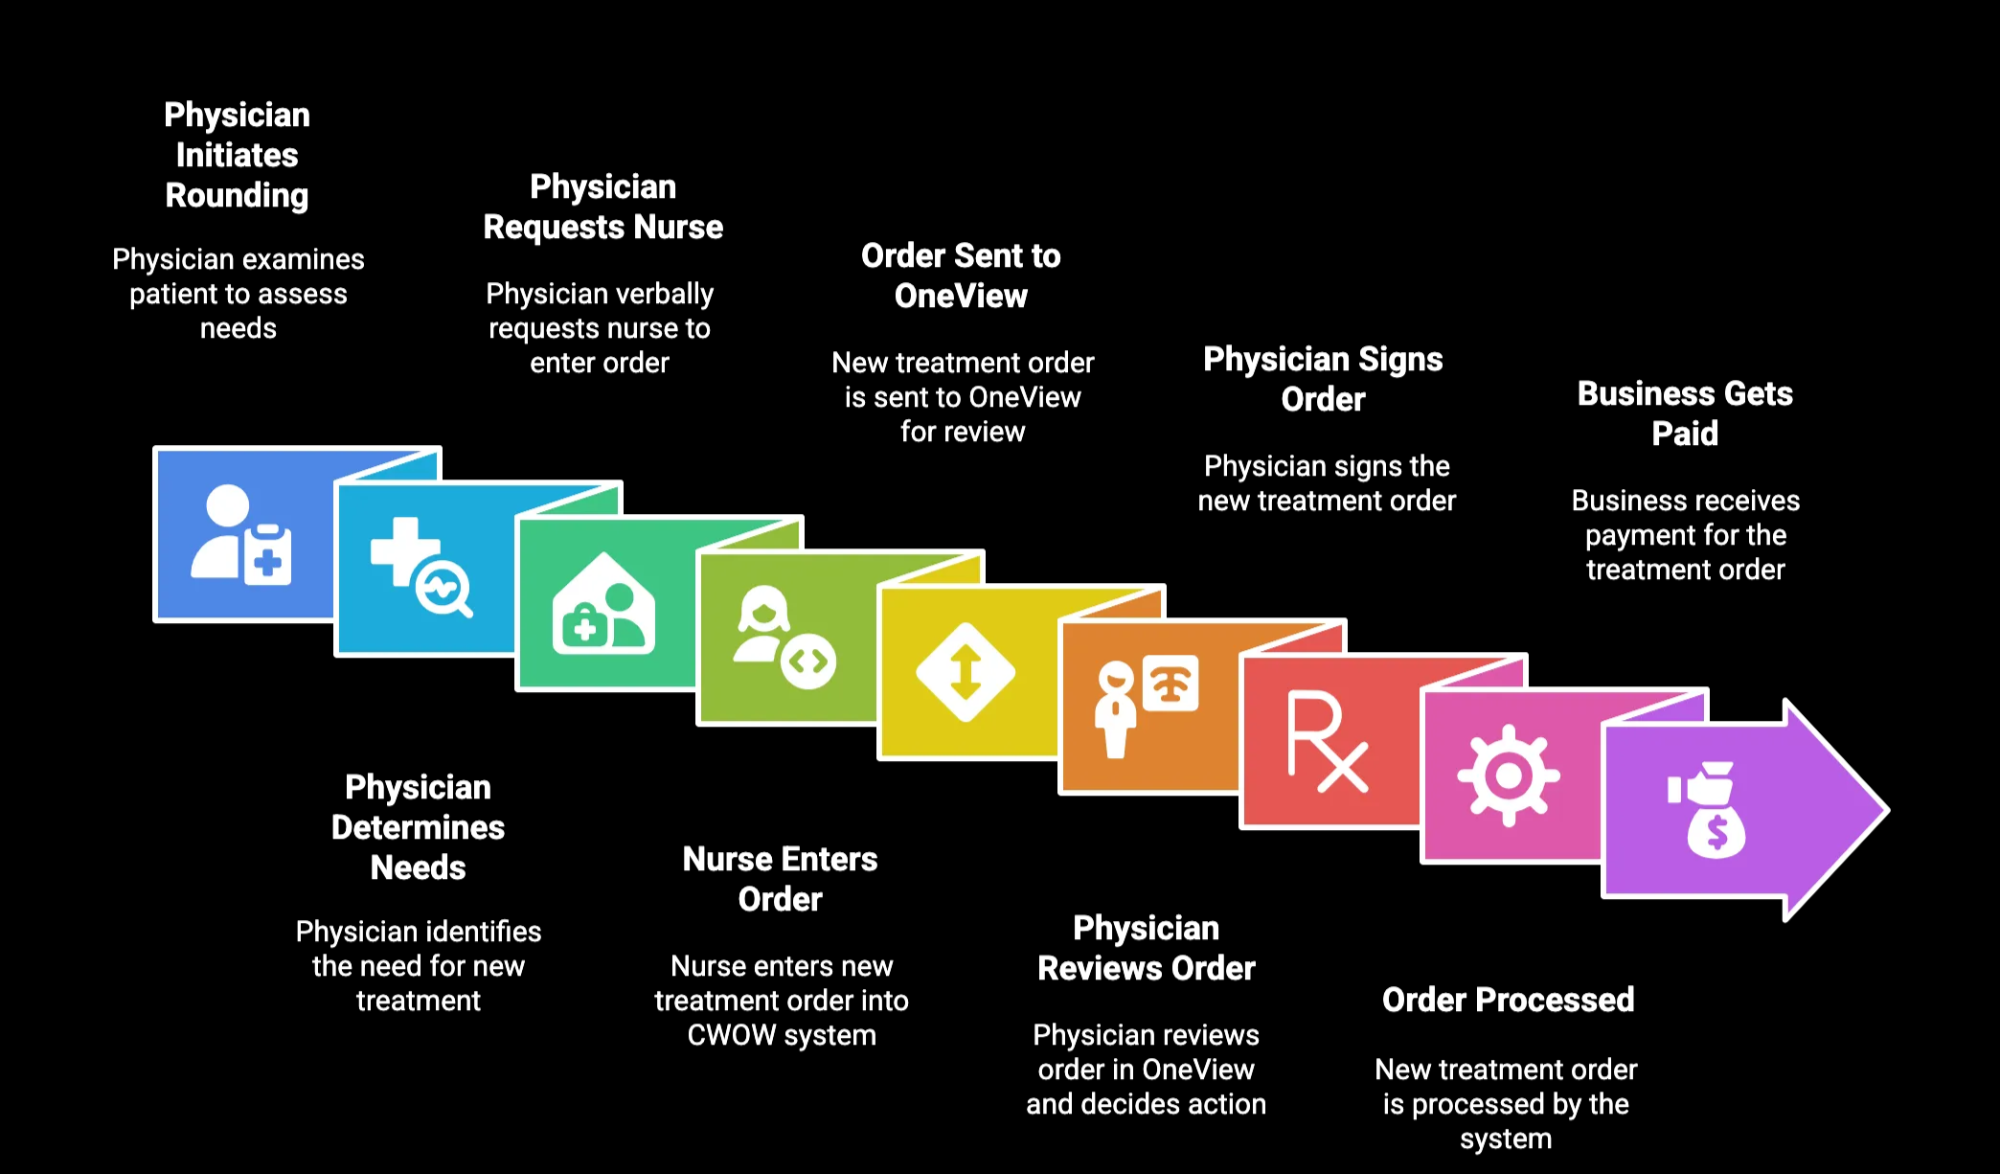 Physician
Initiates
Rounding
Physician examines
patient to assess
needs
Physician
Determines
Needs
Physician identifies
the need for new
treatment
Physician
Requests Nurse
Physician verbally
requests nurse to
enter order
Nurse Enters
Order
Nurse enters new
treatment order into
CWOW system
Order Sent to
OneView
New treatment order
is sent to OneView
for review
Physician
Reviews Order
Physician reviews
order in OneView
and decides action
Physician Signs
Order
Physician signs the
new treatment order
Rx
Order Processed
New treatment order
is processed by the
system
Business Gets
Paid
Business receives
payment for the
treatment order
$